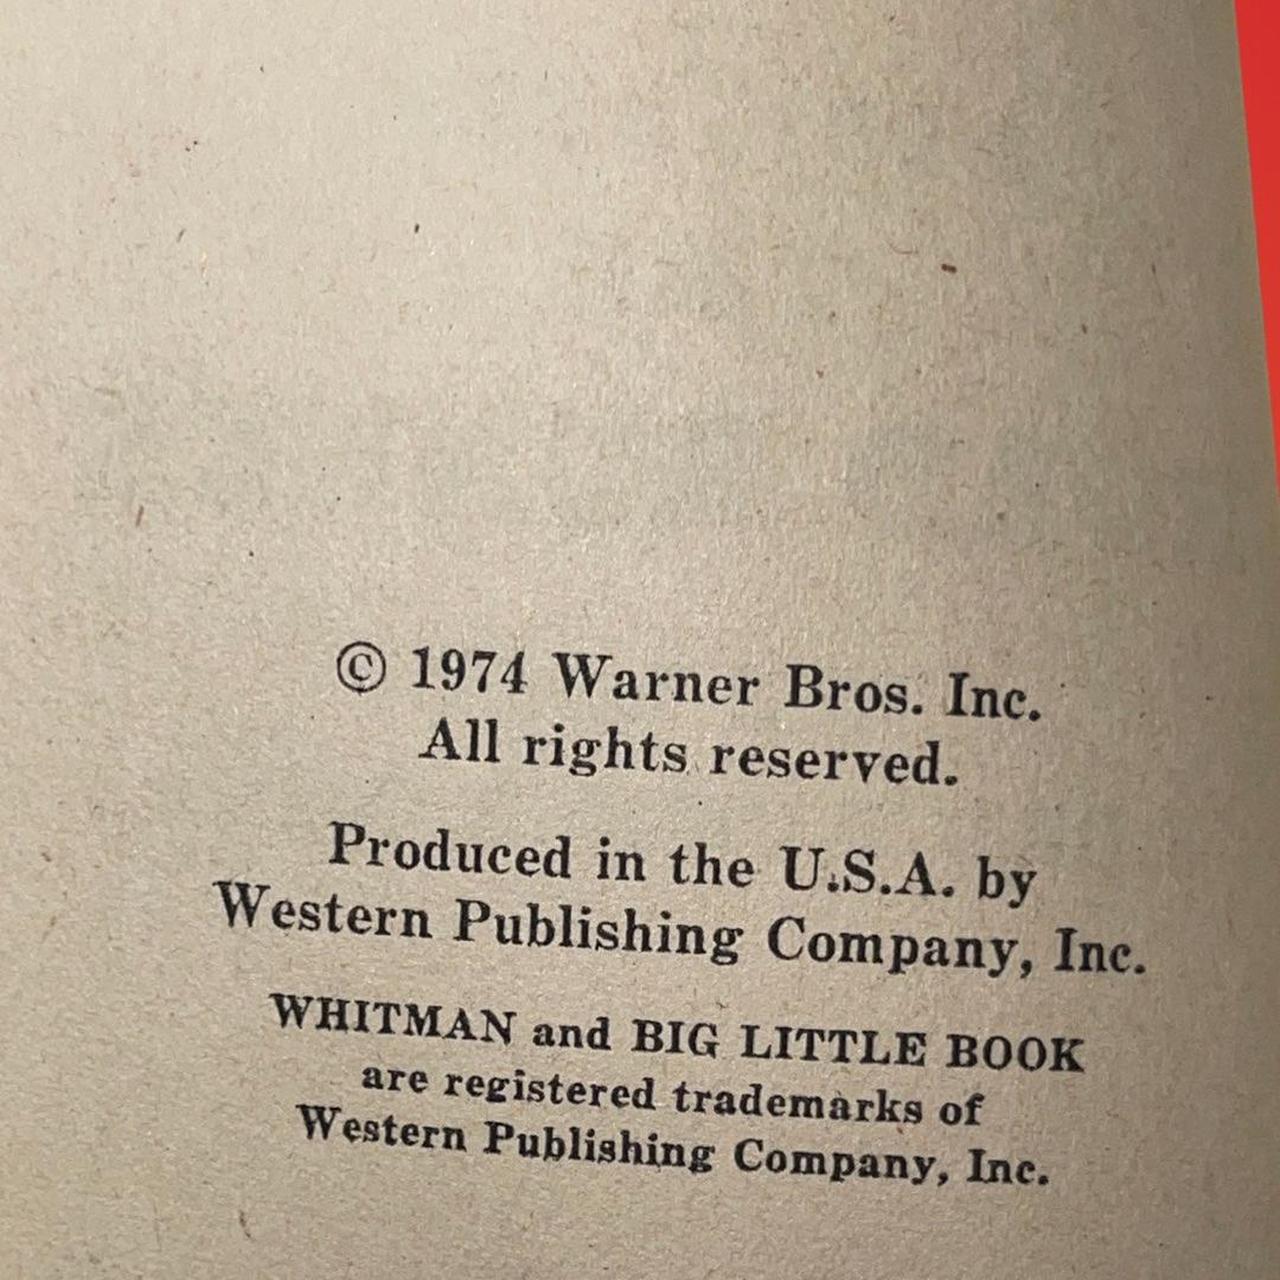 © 1974 Warner Bros. Inc.
All rights reserved.
Produced in the U.S.A. by
Western Publishing Company, Inc.
WHITMAN and BIG LITTLE BOOK
are registered trademarks of
Western Publishing Company, Inc.